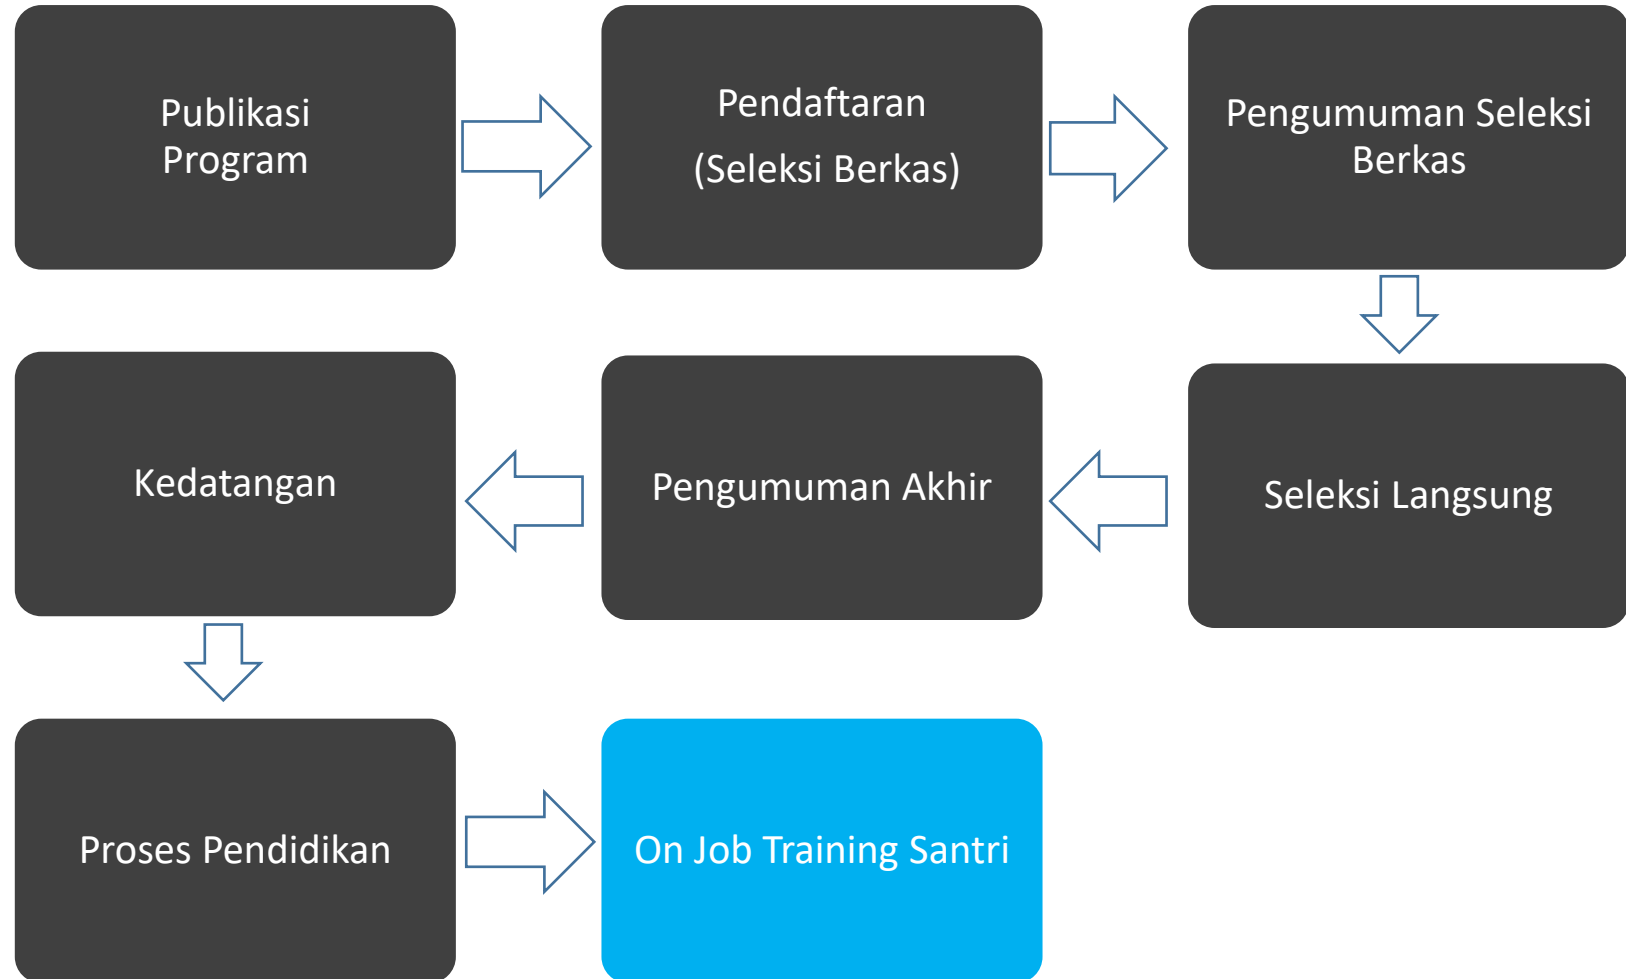 Publikasi
Program
Pendaftaran
(Seleksi Berkas)
Pengumuman Seleksi
Berkas
Seleksi Langsung
Pengumuman Akhir
Kedatangan
Proses Pendidikan
On Job Training Santri